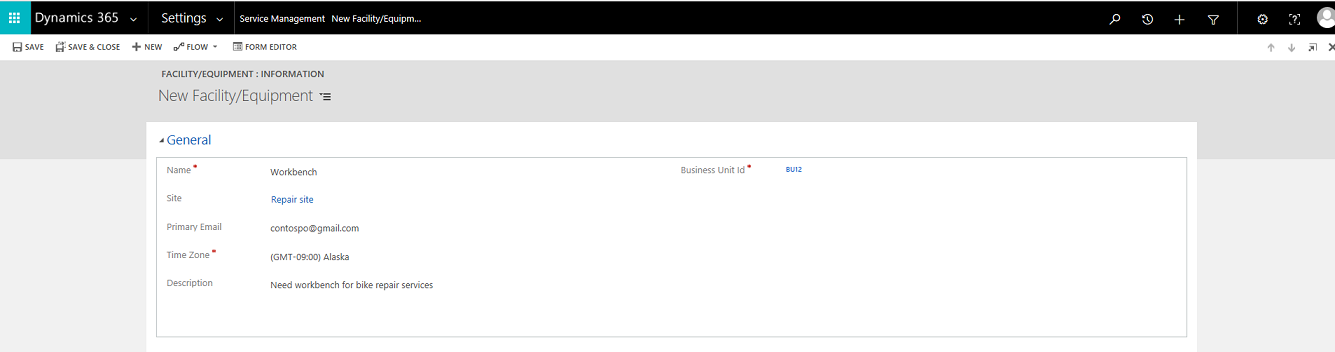 Dynamics 365 Settings Service Management New Facility/Equipm...
SAVE SAVE & CLOSE NEW FLOW FORM EDITOR
FACILITY/EQUIPMENT : INFORMATION
New Facility/Equipment
General
Name * Workbench Business Unit Id * BU12
Site Repair site
Primary Email contospo@gmail.com
Time Zone * (GMT-09:00) Alaska
Description Need workbench for bike repair services